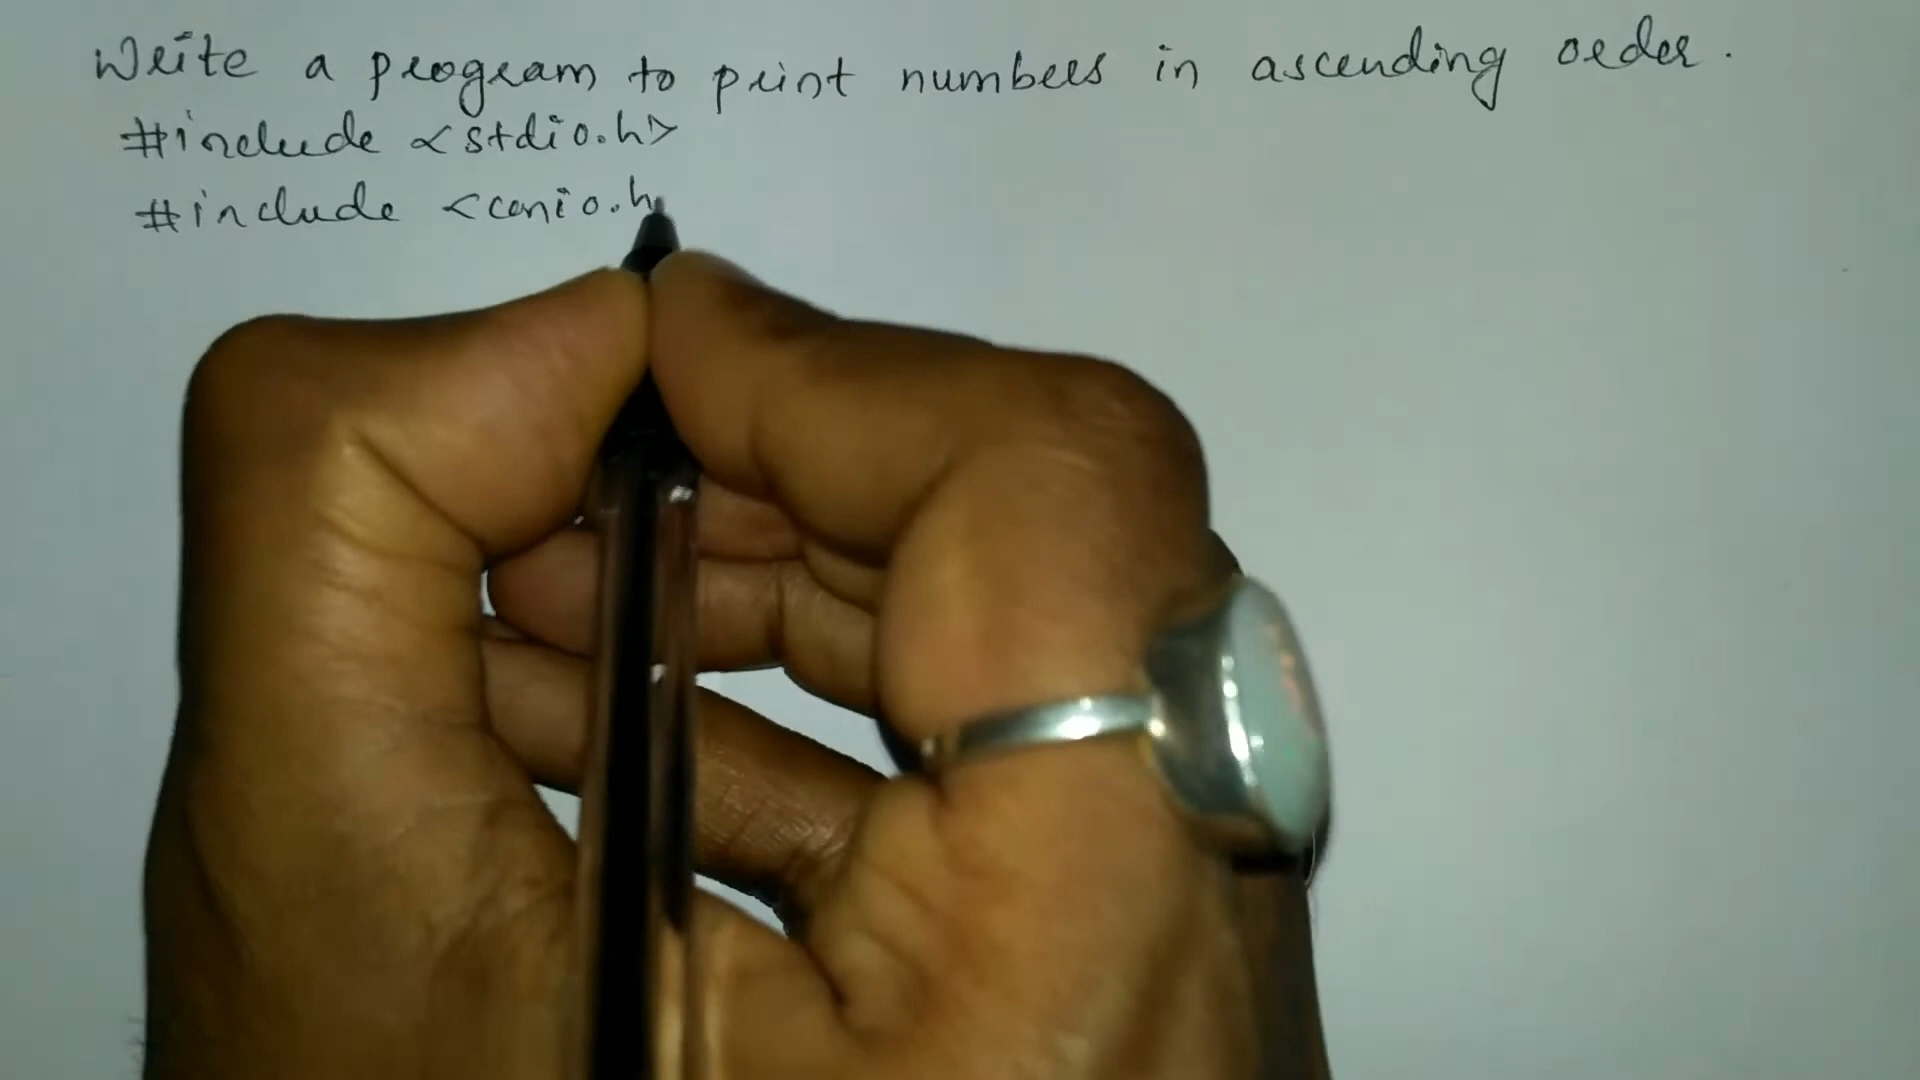 Write a program to print numbers in ascending order.
#include <stdio.h>
#include <conio.h